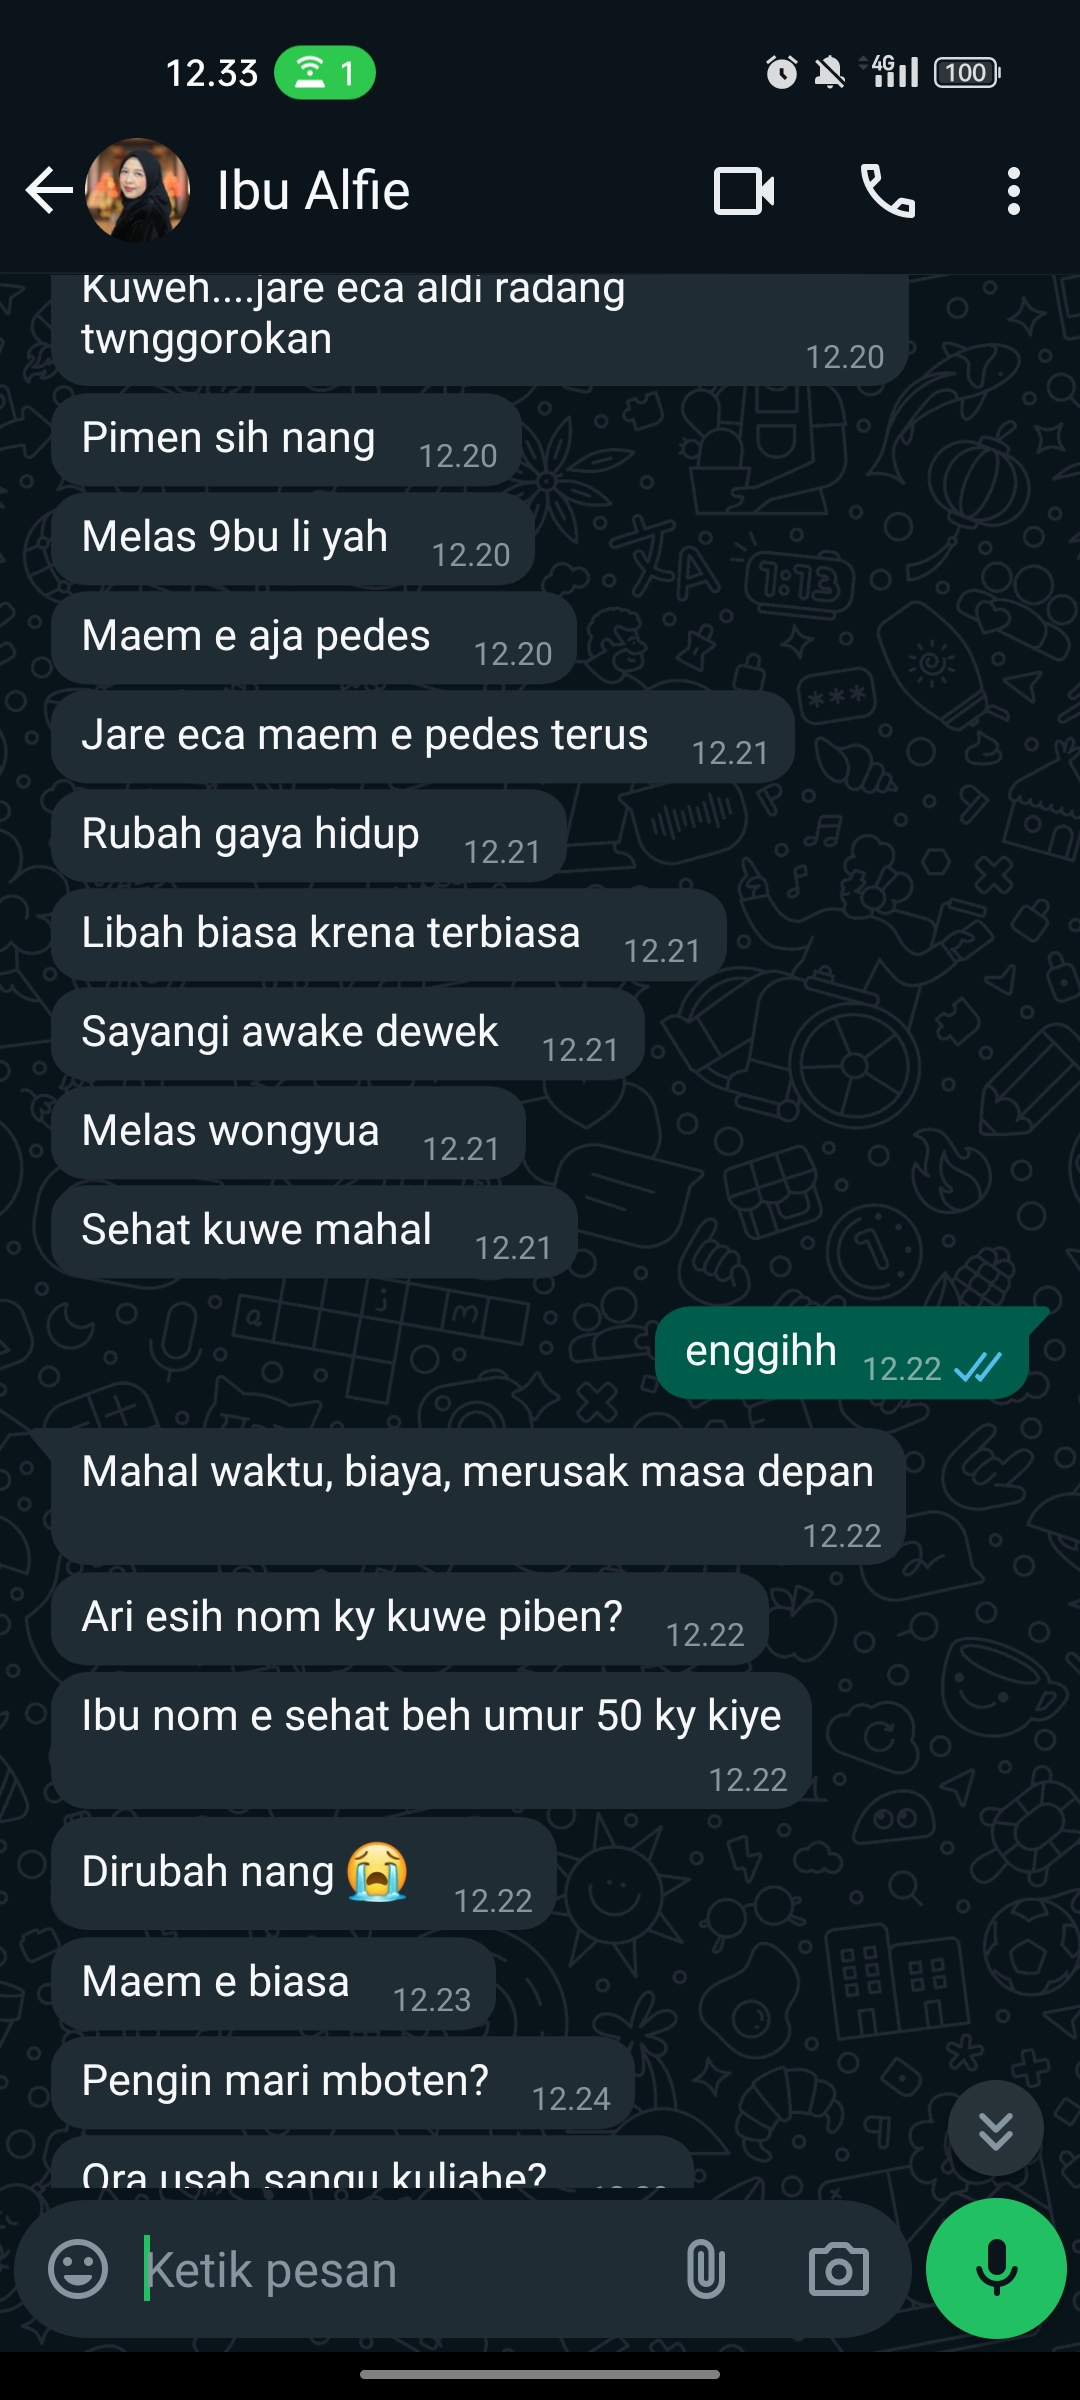 12.33
1
4G
100
Ibu Alfie
Kuweh....jare eca aldi radang
twnggorokan
12.20
Pimen sih nang 12.20
Melas 9bu li yah 12.20
Maem e aja pedes 12.20
Jare eca maem e pedes terus 12.21
Rubah gaya hidup 12.21
Libah biasa krena terbiasa 12.21
Sayangi awake dewek 12.21
Melas wongyua 12.21
Sehat kuwe mahal 12.21
enggihh 12.22
Mahal waktu, biaya, merusak masa depan
12.22
Ari esih nom ky kuwe piben? 12.22
Ibu nom e sehat beh umur 50 ky kiye
12.22
Dirubah nang 😭 12.22
Maem e biasa 12.23
Pengin mari mboten? 12.24
Ora usah sangu kuliahe?
Ketik pesan